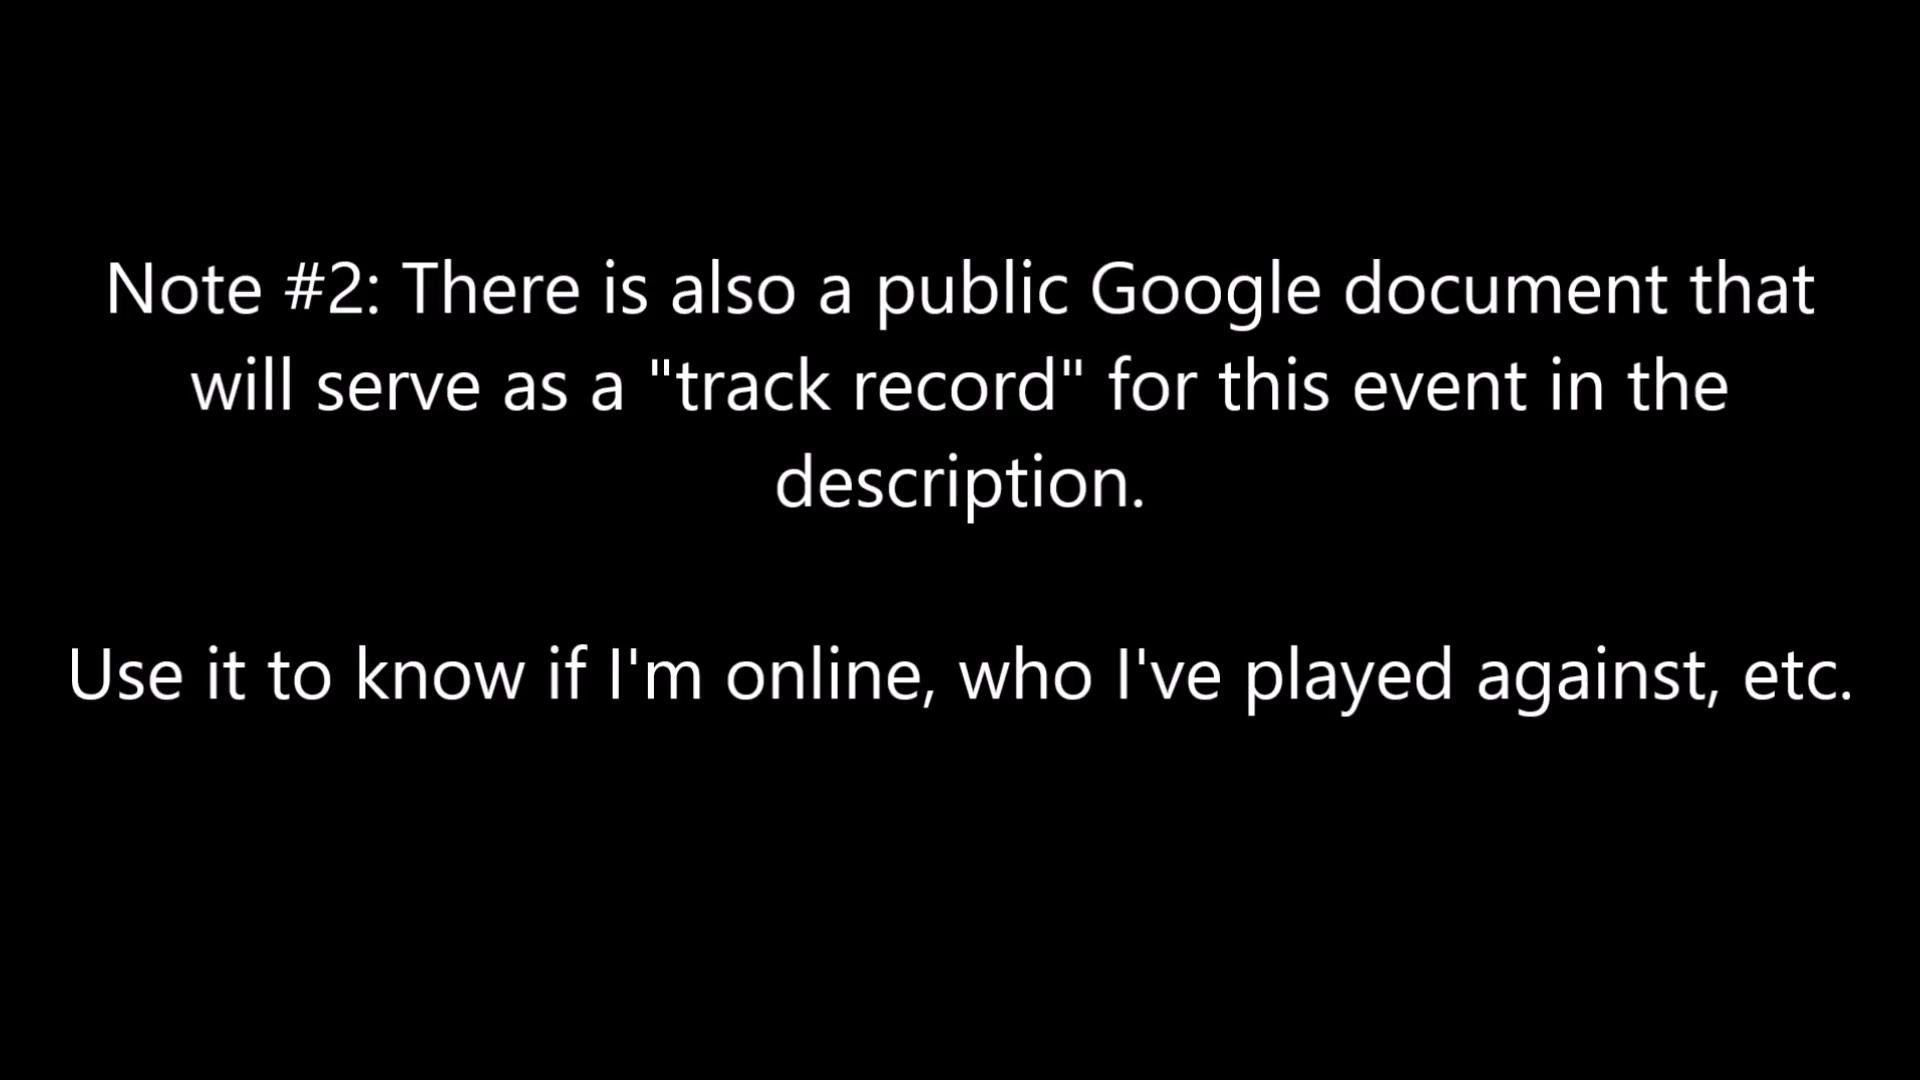 Note #2: There is also a public Google document that
will serve as a "track record" for this event in the
description.
Use it to know if I'm online, who I've played against, etc.